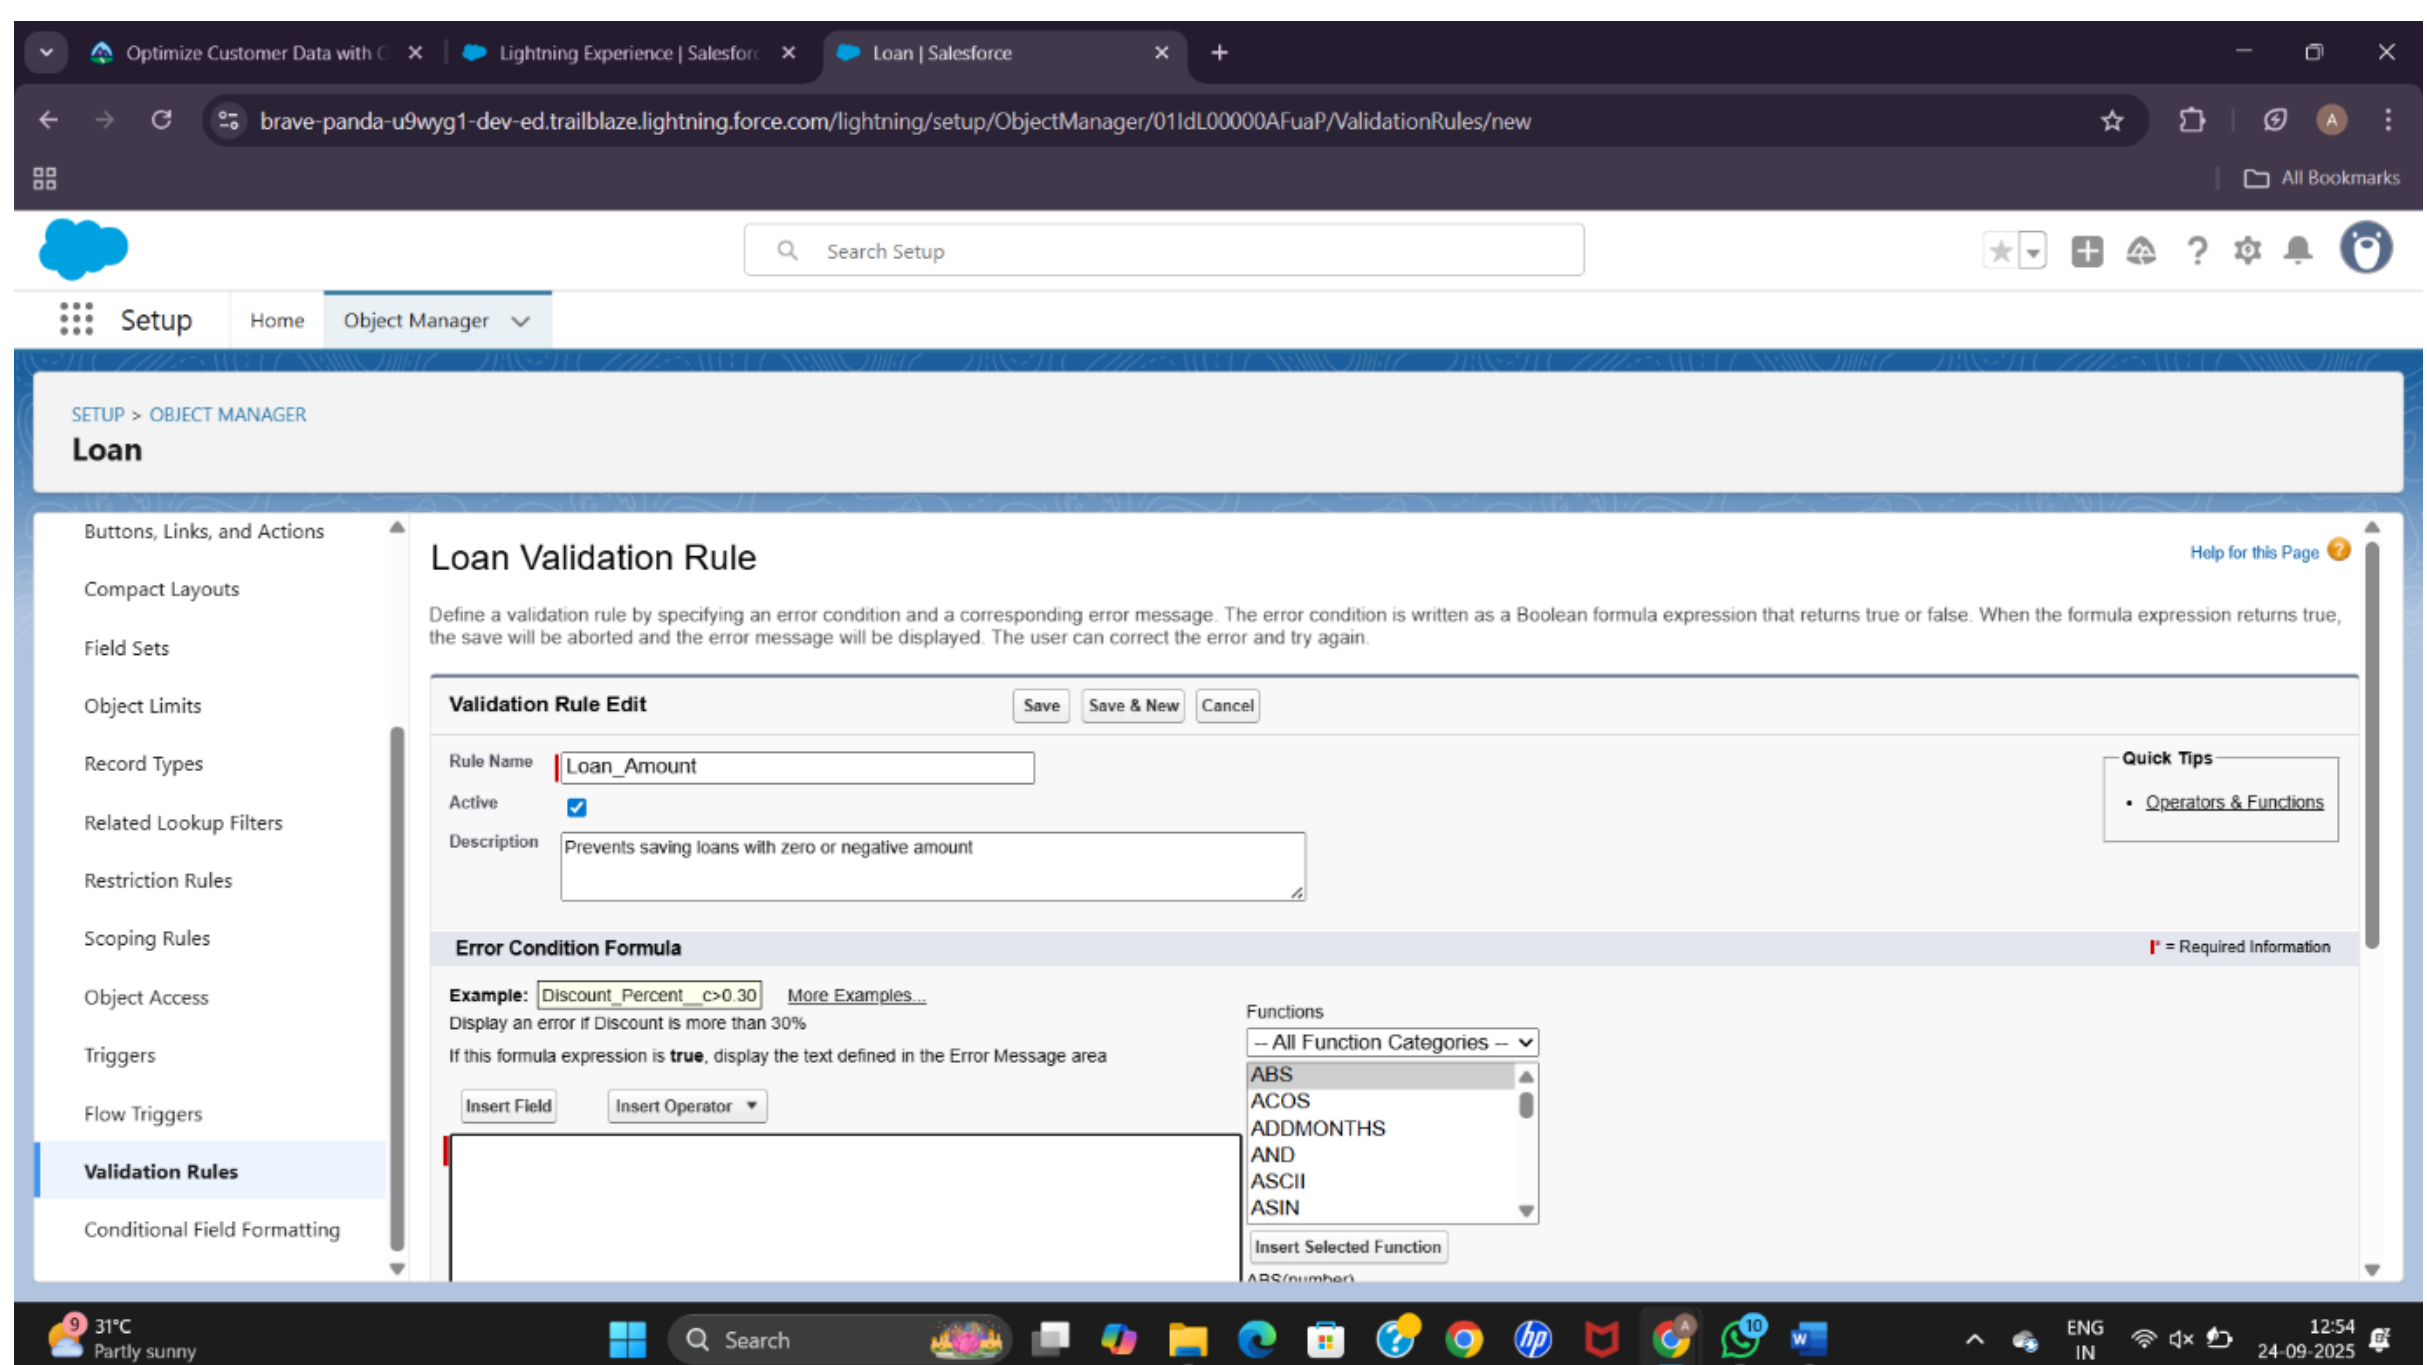 Optimize Customer Data with
Lightning Experience | Salesforc
Loan | Salesforce
brave-panda-u9wyg1-dev-ed.trailblaze.lightning.force.com/lightning/setup/ObjectManager/01IdL00000AFuaP/ValidationRules/new
A
All Bookmarks
Search Setup
Setup
Home
Object Manager
SETUP > OBJECT MANAGER
Loan
Buttons, Links, and Actions
Compact Layouts
Field Sets
Object Limits
Record Types
Related Lookup Filters
Restriction Rules
Scoping Rules
Object Access
Triggers
Flow Triggers
Validation Rules
Conditional Field Formatting
Loan Validation Rule
Help for this Page ?
Define a validation rule by specifying an error condition and a corresponding error message. The error condition is written as a Boolean formula expression that returns true or false. When the formula expression returns true,
the save will be aborted and the error message will be displayed. The user can correct the error and try again.
Validation Rule Edit
Save
Save & New
Cancel
Rule Name
Loan_Amount
Active
Description
Prevents saving loans with zero or negative amount
Quick Tips
• Operators & Functions
Error Condition Formula
= Required Information
Example: Discount_Percent__c>0.30 More Examples...
Display an error if Discount is more than 30%
If this formula expression is true, display the text defined in the Error Message area
Insert Field
Insert Operator
Functions
-- All Function Categories --
ABS
ACOS
ADDMONTHS
AND
ASCII
ASIN
Insert Selected Function
ABS(number)
9
31°C
Partly sunny
Search
hp
A
10
W
ENG
IN
12:54
24-09-2025